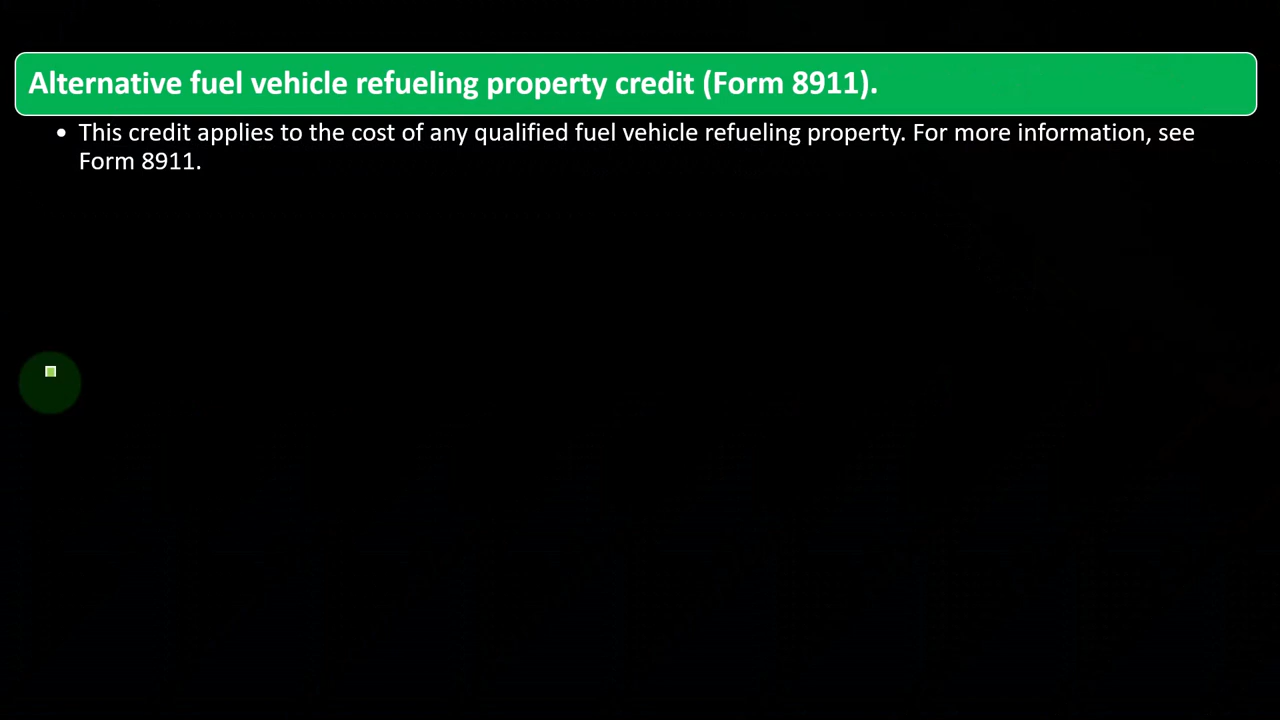 Alternative fuel vehicle refueling property credit (Form 8911).
• This credit applies to the cost of any qualified fuel vehicle refueling property. For more information, see
Form 8911.